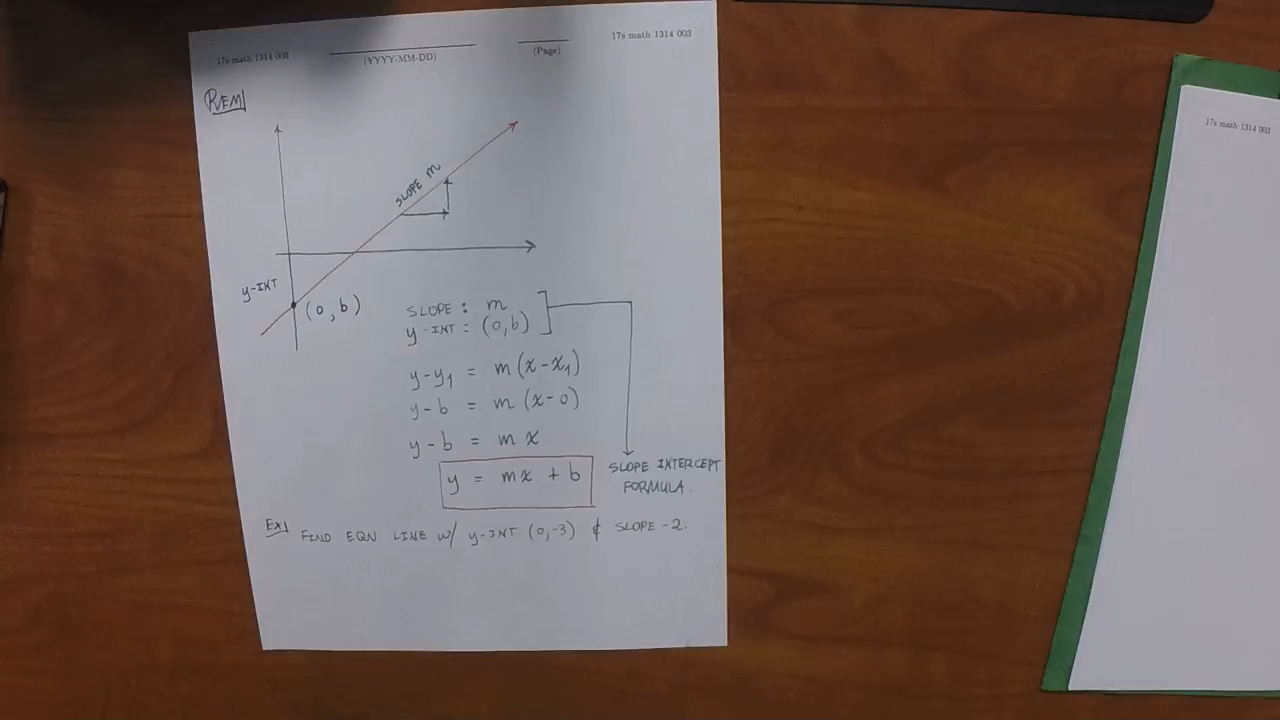 17s math 1314 003
(YYYY-MM-DD)
(Page)
17s math 1314 003
REM
SLOPE m
y-INT
(0, b)
SLOPE: m
y-INT: (0, b)
y - y₁ = m (x - x₁)
y - b = m (x - 0)
y - b = m x
y = mx + b
SLOPE INTERCEPT
FORMULA.
EX FIND EQN LINE W/ y-INT (0, -3) & SLOPE -2.
17s math 1314 003